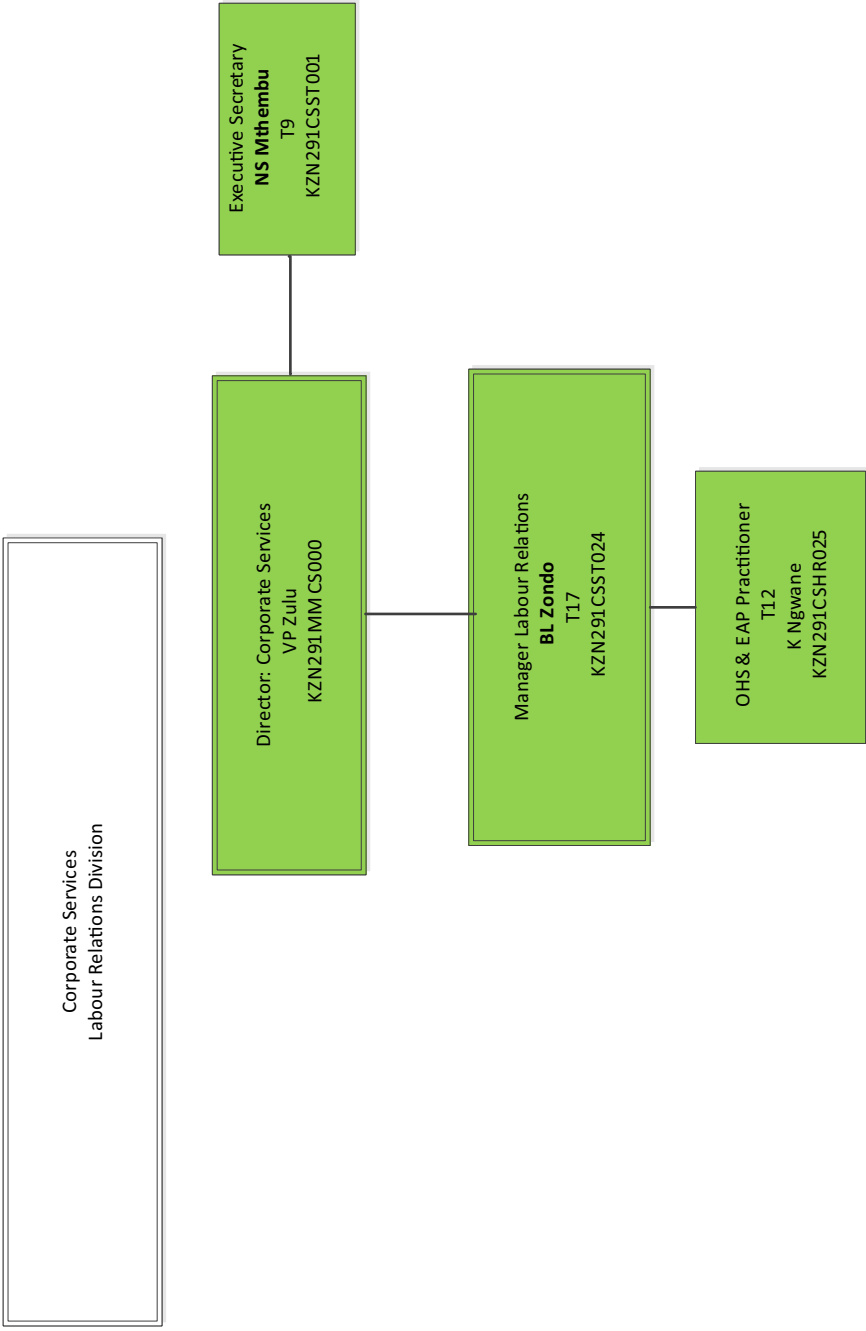 Corporate Services
Labour Relations Division
Director: Corporate Services
VP Zulu
KZN291MMCS000
Executive Secretary
NS Mthembu
T9
KZN291CSST001
Manager Labour Relations
BL Zondo
T17
KZN291CSST024
OHS & EAP Practitioner
T12
K Ngwane
KZN291CSHR025